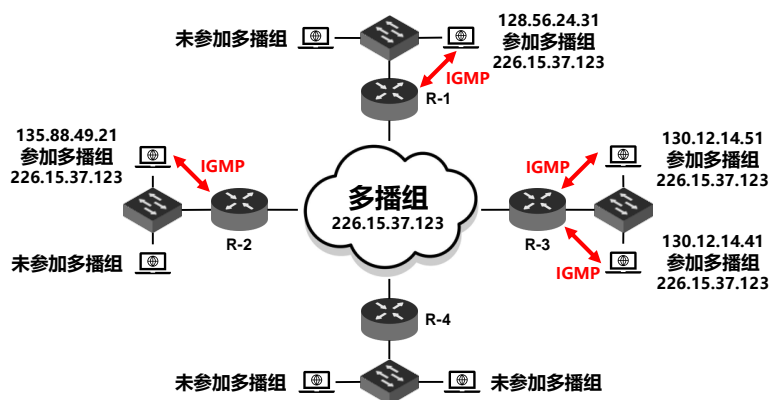 128.56.24.31
未参加多播组
参加多播组
226.15.37.123
IGMP
R-1
135.88.49.21
参加多播组
226.15.37.123
IGMP
R-2
未参加多播组
多播组
226.15.37.123
130.12.14.51
参加多播组
226.15.37.123
IGMP
R-3
IGMP
130.12.14.41
参加多播组
226.15.37.123
R-4
未参加多播组
未参加多播组